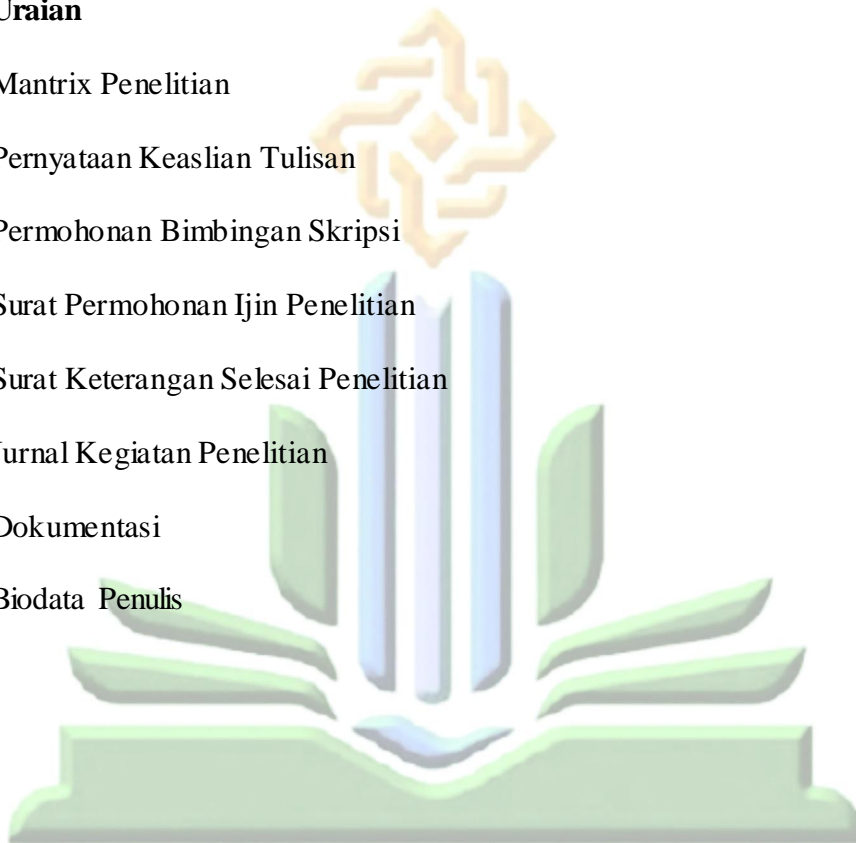 Uraian
Mantrix Penelitian
Pernyataan Keaslian Tulisan
Permohonan Bimbingan Skripsi
Surat Permohonan Ijin Penelitian
Surat Keterangan Selesai Penelitian
Jurnal Kegiatan Penelitian
Dokumentasi
Biodata Penulis